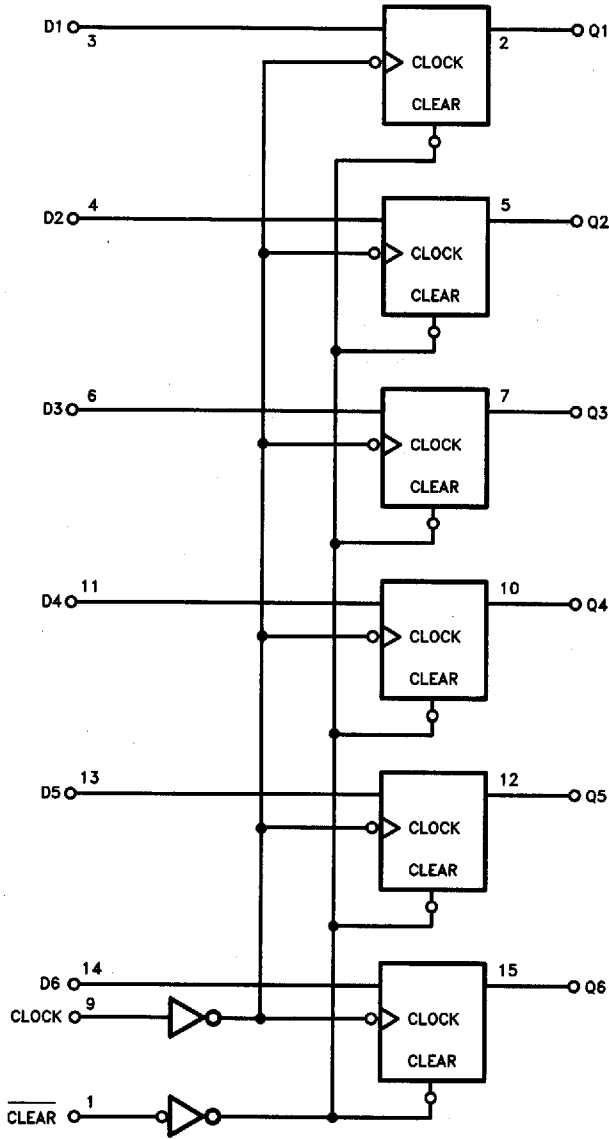 D1 3 2 Q1
CLOCK
CLEAR
D2 4 5 Q2
CLOCK
CLEAR
D3 6 7 Q3
CLOCK
CLEAR
D4 11 10 Q4
CLOCK
CLEAR
D5 13 12 Q5
CLOCK
CLEAR
D6 14 15 Q6
CLOCK 9 CLOCK
CLEAR
CLEAR 1